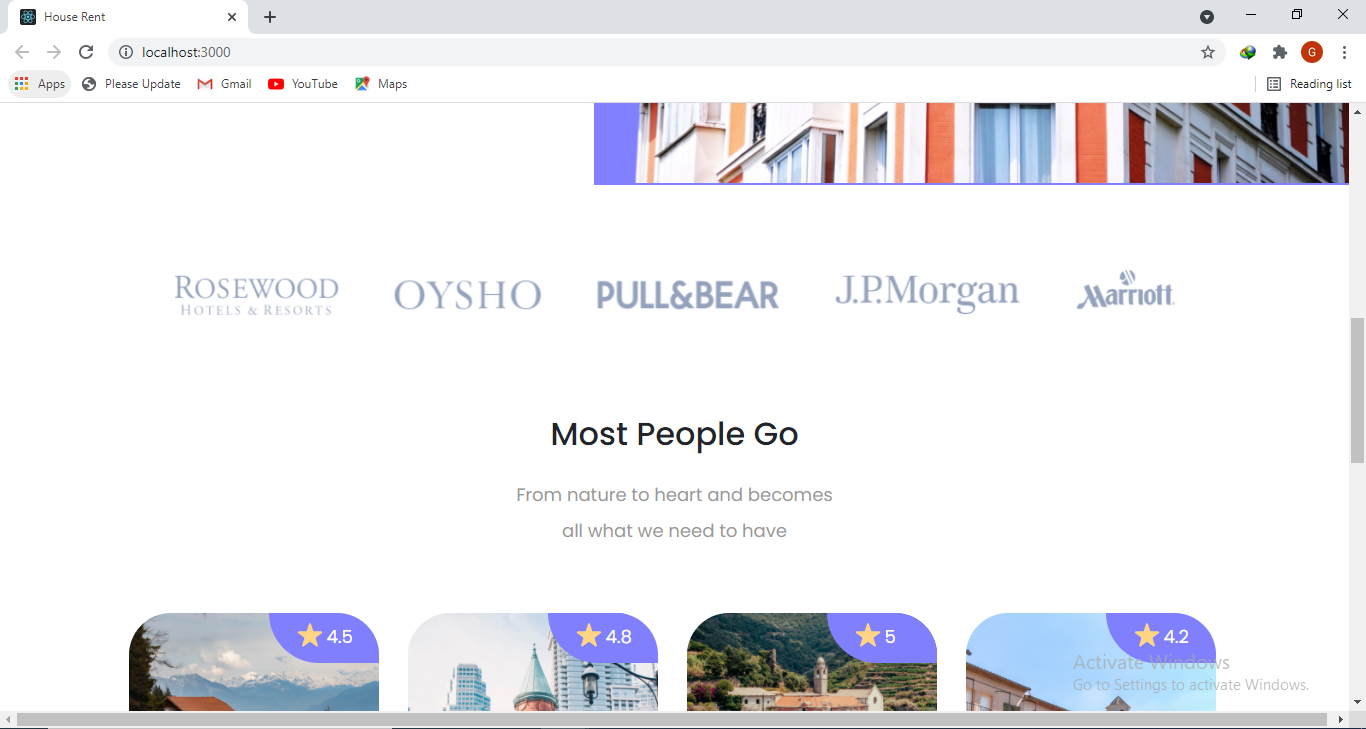 House Rent
localhost:3000
G
Apps
Please Update
Gmail
YouTube
Maps
Reading list
ROSEWOOD
HOTELS & RESORTS
OYSHO
PULL&BEAR
J.P.Morgan
Marriott
Most People Go
From nature to heart and becomes
all what we need to have
4.5
4.8
5
4.2
Activate Windows
Go to Settings to activate Windows.